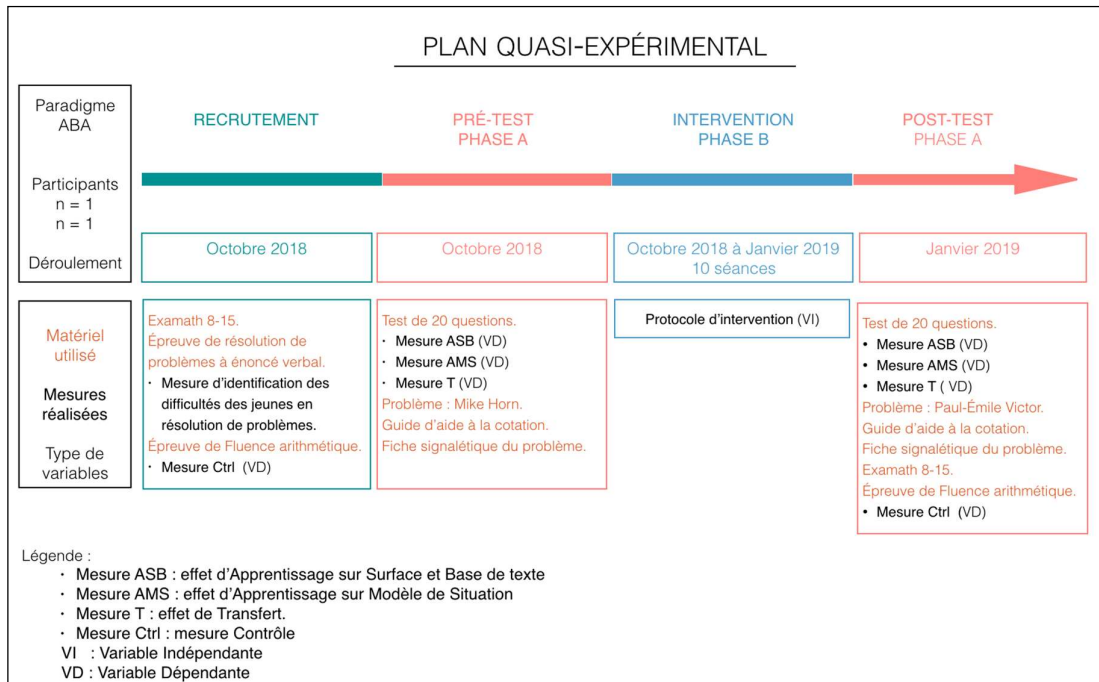 PLAN QUASI-EXPÉRIMENTAL
Paradigme
ABA
Participants
n = 1
n = 1
Déroulement
RECRUTEMENT
PRÉ-TEST
PHASE A
INTERVENTION
PHASE B
POST-TEST
PHASE A
Octobre 2018
Octobre 2018
Octobre 2018 à Janvier 2019
10 séances
Janvier 2019
Matériel
utilisé
Mesures
réalisées
Type de
variables
Examath 8-15.
Épreuve de résolution de
problèmes à énoncé verbal.
· Mesure d'identification des
difficultés des jeunes en
résolution de problèmes.
Épreuve de Fluence arithmétique.
· Mesure Ctrl (VD)
Test de 20 questions.
· Mesure ASB (VD)
· Mesure AMS (VD)
· Mesure T (VD)
Problème : Mike Horn.
Guide d'aide à la cotation.
Fiche signalétique du problème.
Protocole d'intervention (VI)
Test de 20 questions.
• Mesure ASB (VD)
• Mesure AMS (VD)
• Mesure T ( VD)
Problème : Paul-Émile Victor.
Guide d'aide à la cotation.
Fiche signalétique du problème.
Examath 8-15.
Épreuve de Fluence arithmétique.
• Mesure Ctrl (VD)
Légende :
· Mesure ASB : effet d'Apprentissage sur Surface et Base de texte
· Mesure AMS : effet d'Apprentissage sur Modèle de Situation
· Mesure T : effet de Transfert.
· Mesure Ctrl : mesure Contrôle
VI : Variable Indépendante
VD : Variable Dépendante